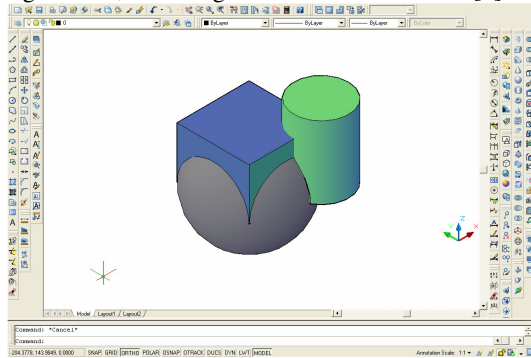 0 ByLayer ByLayer ByLayer ByColor
Z
Y X
Model Layout1 Layout2
Command: *Cancel*
Command:
-204.3778, 143.9849, 0.0000 SNAP GRID ORTHO POLAR OSNAP OTRACK DUCS DYN LWT MODEL Annotation Scale: 1:1